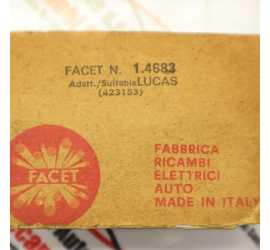 FACET N. 1.4683
Adatt./Suitable LUCAS
(423153)
FACET
FABBRICA
RICAMBI
ELETTRICI
AUTO
MADE IN ITALY